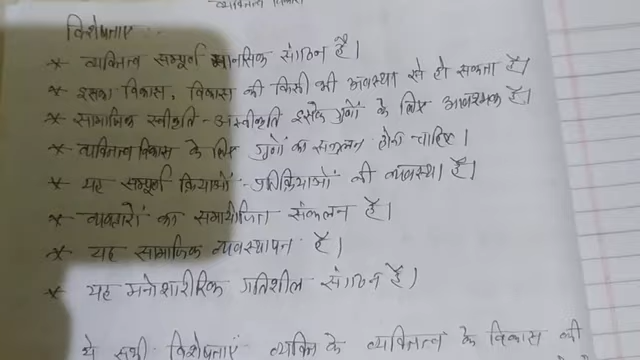 व्यक्तित्व विकास
विशेषताएं :-
* व्यक्तित्व सम्पूर्ण मानसिक संगठन है।
* इसका विकास, विकास की किसी भी अवस्था से हो सकता है।
* सामाजिक स्वीकृति - अस्वीकृति इसके गुणों के लिए आवश्यक है।
* व्यक्तित्व विकास के लिए गुणों का संकलन होना चाहिए।
* यह सम्पूर्ण क्रियाओं - प्रतिक्रियाओं की व्यवस्था है।
* व्यवहारों का समायोजित संकलन है।
* यह सामाजिक व्यवस्थापन है।
* यह मनोशारीरिक गतिशील संगठन है।
ये सभी विशेषताएं व्यक्ति के व्यक्तित्व के विकास की